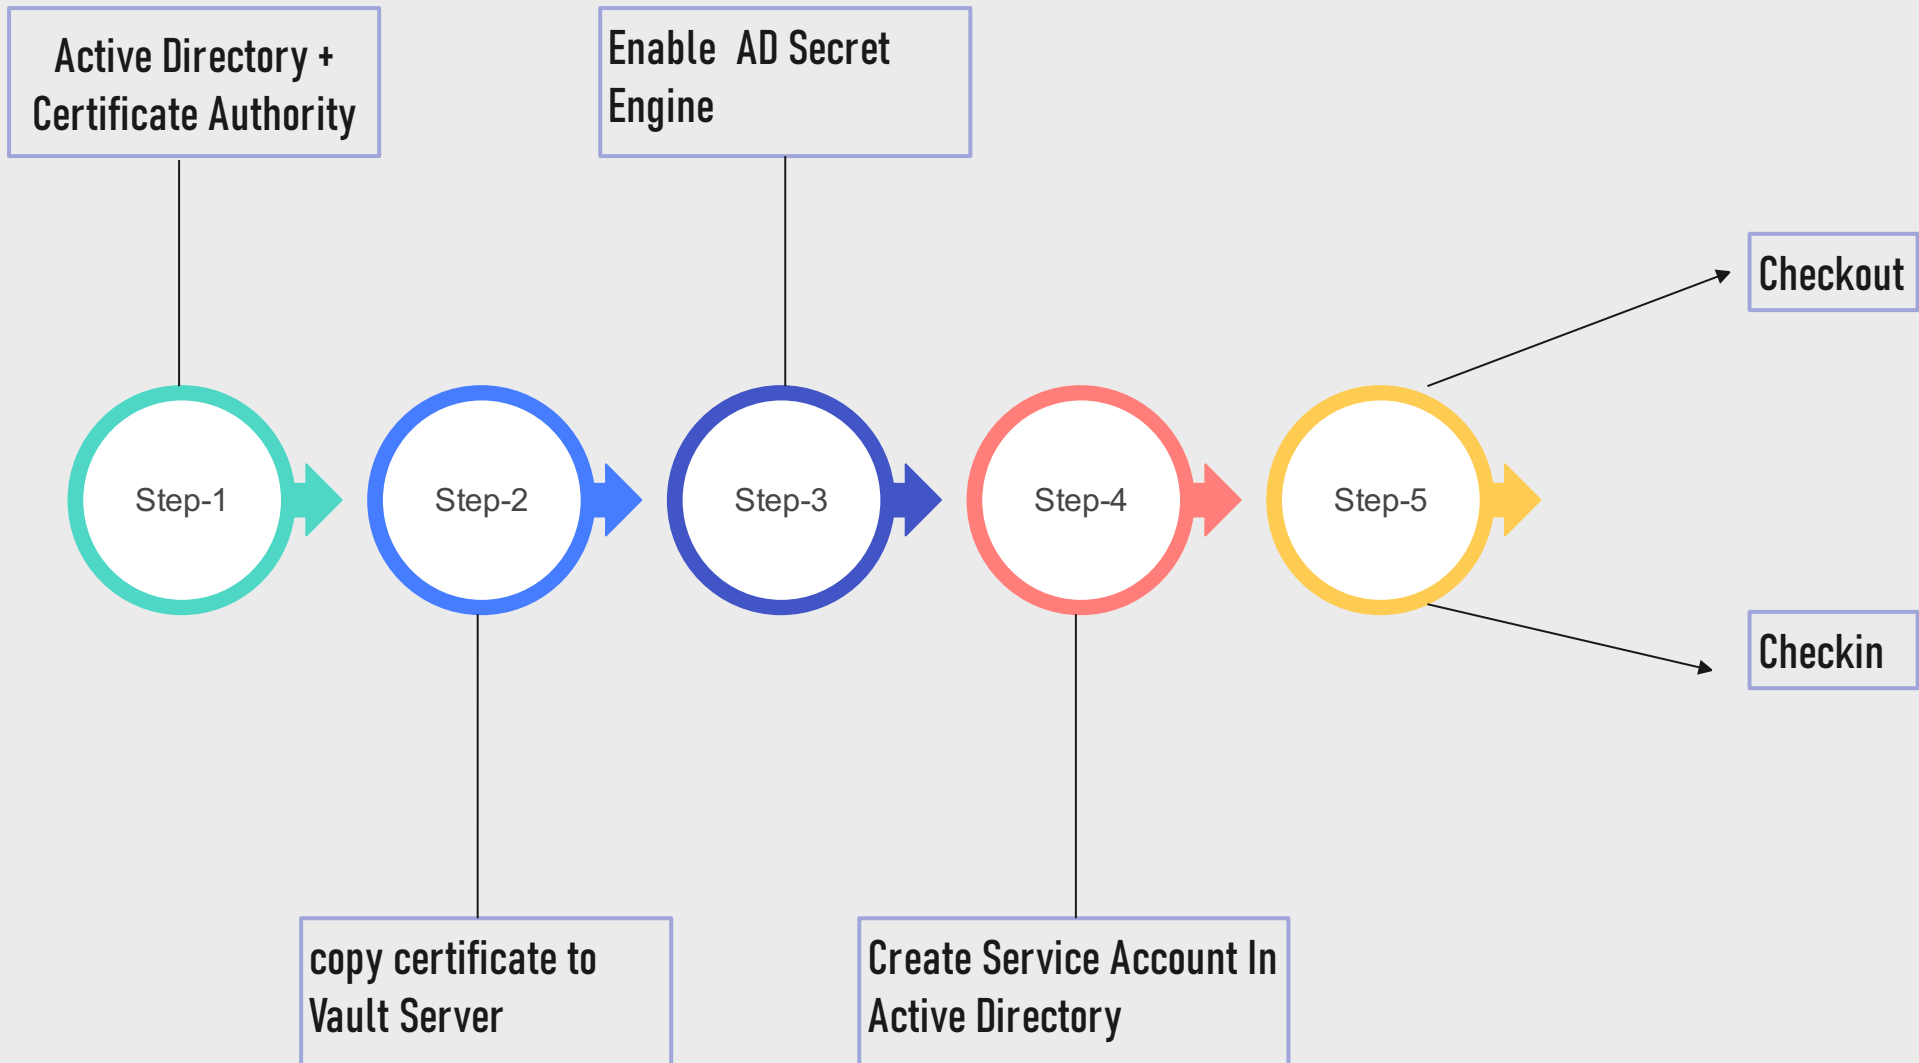 Active Directory +
Certificate Authority
Enable  AD Secret
Engine
Checkout
Step-1
Step-2
Step-3
Step-4
Step-5
Checkin
copy certificate to
Vault Server
Create Service Account In
Active Directory